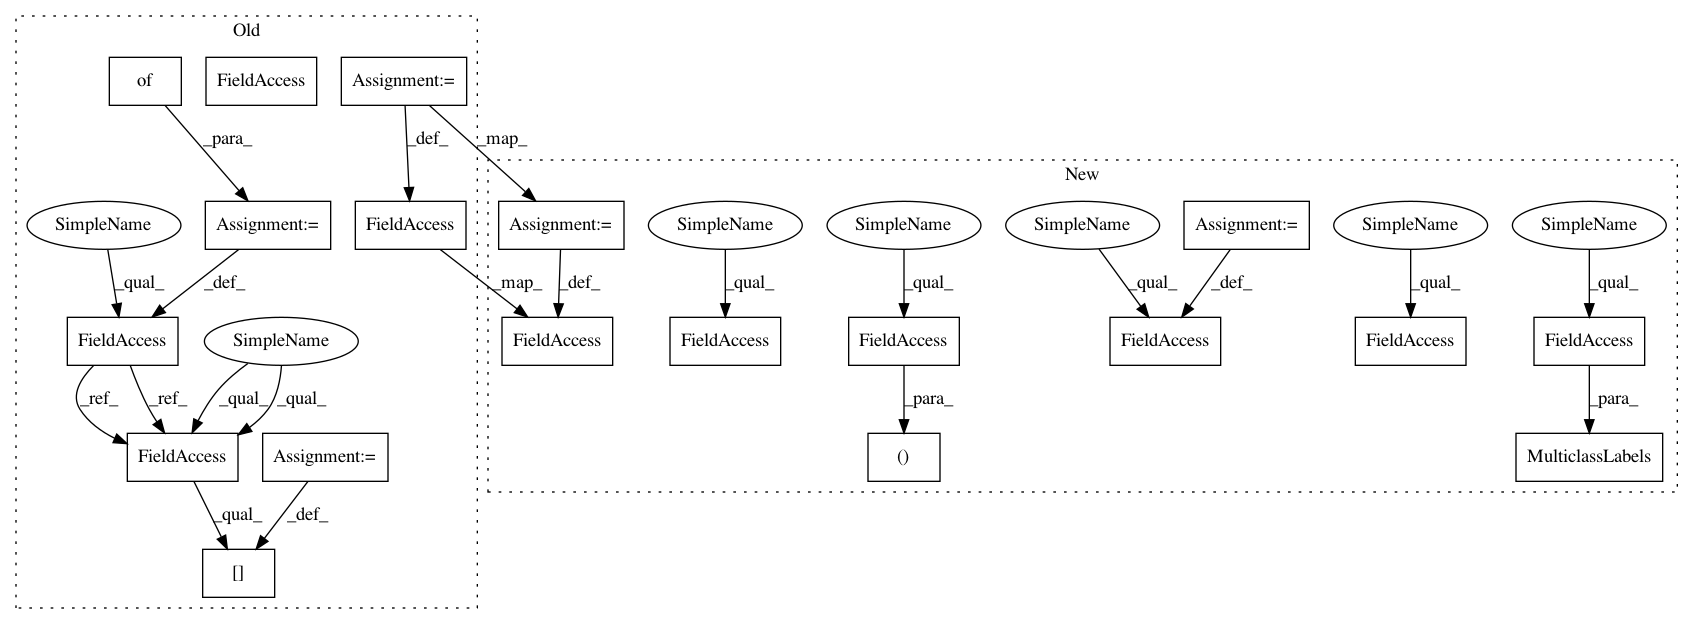 Old
of
FieldAccess
Assignment:=
_para_
_def_
_map_
New
SimpleName
Assignment:=
FieldAccess
Assignment:=
SimpleName
SimpleName
SimpleName
Assignment:=
SimpleName
SimpleName
_qual_
_def_
_map_
_def_
_qual_
_qual_
_qual_
_def_
_qual_
_qual_
FieldAccess
SimpleName
FieldAccess
FieldAccess
FieldAccess
FieldAccess
FieldAccess
FieldAccess
_ref_
_ref_
_qual_
_qual_
_para_
_para_
FieldAccess
Assignment:=
()
MulticlassLabels
_qual_
_def_
[]